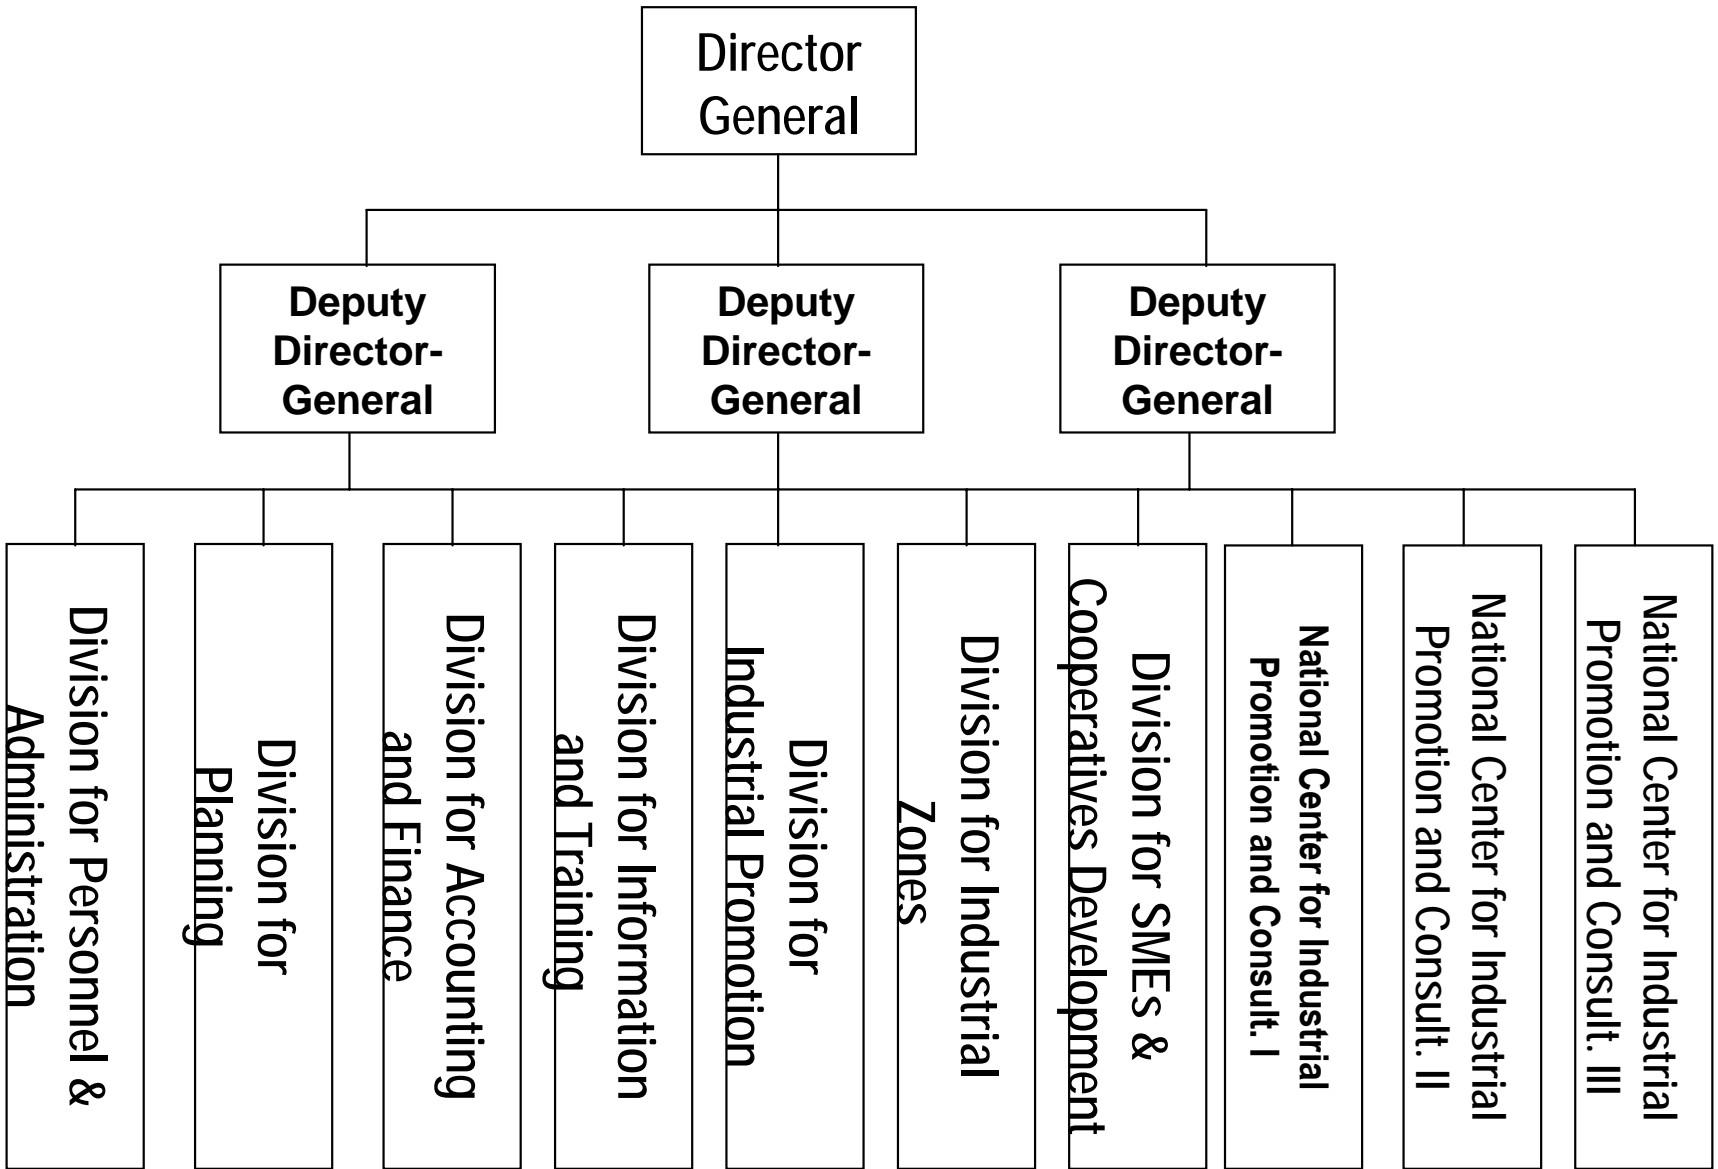 Director
General
Deputy
Director-
General
Deputy
Director-
General
Deputy
Director-
General
Division for Personnel &
Administration
Division for
Planning
Division for Accounting
and Finance
Division for Information
and Training
Division for
Industrial Promotion
Division for Industrial
Zones
Division for SMEs &
Cooperatives Development
National Center for Industrial
Promotion and Consult. I
National Center for Industrial
Promotion and Consult. II
National Center for Industrial
Promotion and Consult. III